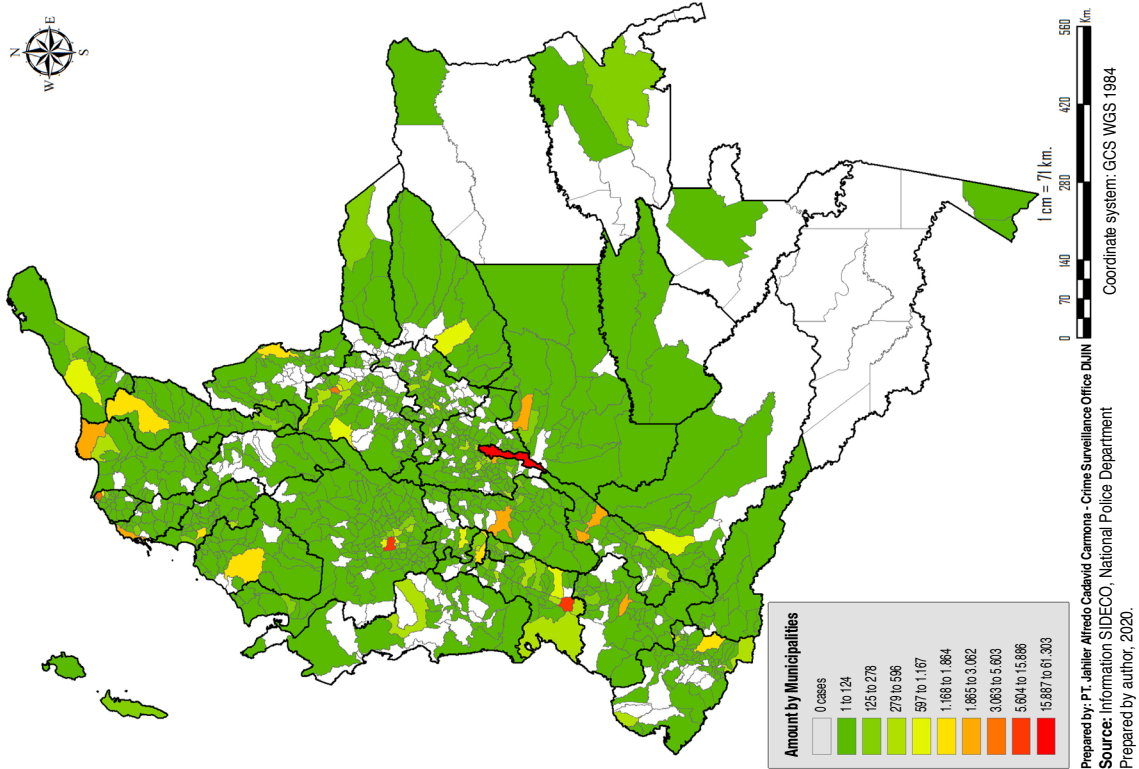 N
W
E
S
Amount by Municipalities
0 cases
1 to 124
125 to 278
279 to 596
597 to 1.167
1.168 to 1.864
1.865 to 3.062
3.063 to 5.603
5.604 to 15.886
15.887 to 61.303
1 cm = 71 km.
0 70 140 280 420 560
Km.
Coordinate system: GCS WGS 1984
Prepared by: PT. Jahiler Alfredo Cadavid Carmona - Crime Surveillance Office DIJIN
Source: Information SIDECO, National Police Department
Prepared by author, 2020.